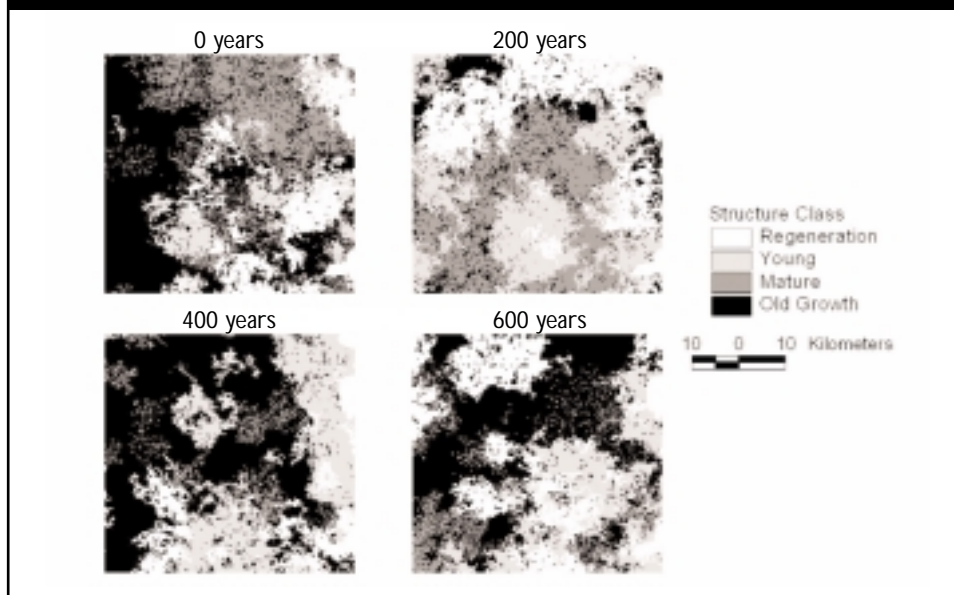 0 years
200 years
Structure Class
Regeneration
Young
Mature
Old Growth
400 years
600 years
10 0 10 Kilometers